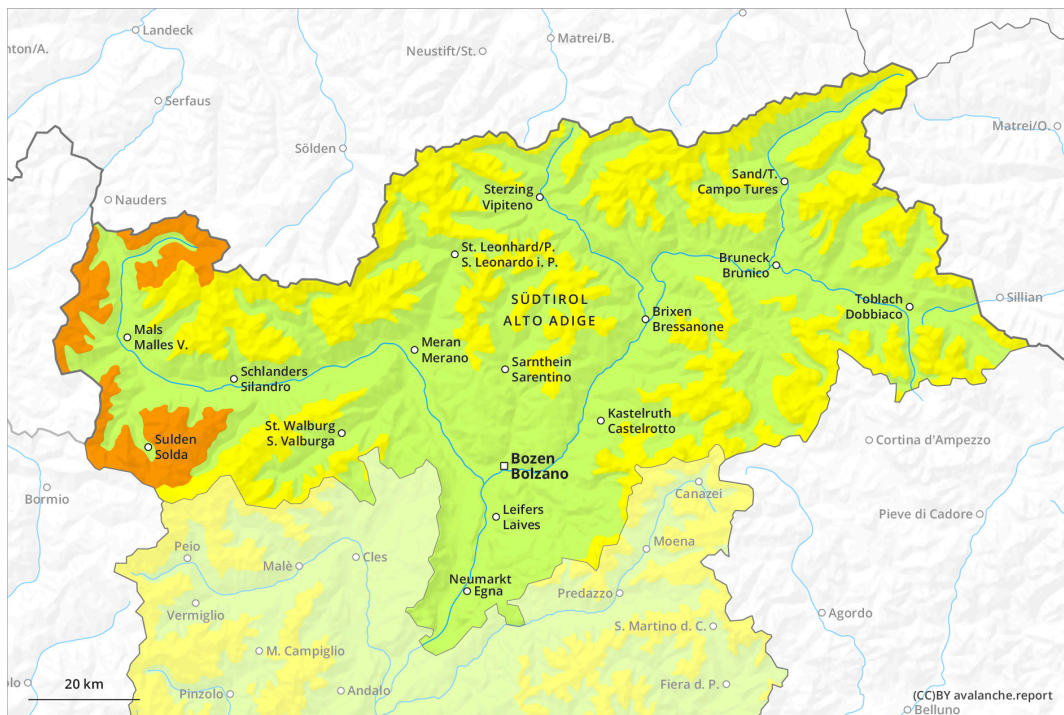 Landeck
Matrei/B.
Neustift/St.
nton/A.
Serfaus
Matrei/O.
Sölden
Sand/T.
Campo Tures
Sterzing
Vipiteno
Nauders
St. Leonhard/P.
S. Leonardo i. P.
Bruneck
Brunico
SÜDTIROL
ALTO ADIGE
Toblach
Dobbiaco
Sillian
Brixen
Bressanone
Mals
Malles V.
Meran
Merano
Sarnthein
Sarentino
Schlanders
Silandro
Kastelruth
Castelrotto
St. Walburg
S. Valburga
Sulden
Solda
Cortina d'Ampezzo
Bozen
Bolzano
Bormio
Canazei
Leifers
Laives
Pieve di Cadore
Peio
Malè
Cles
Moena
Neumarkt
Egna
Predazzo
Vermiglio
Agordo
S. Martino d. C.
M. Campiglio
20 km
olo
Pinzolo
Andalo
Fiera d. P.
(CC)BY avalanche.report
Belluno